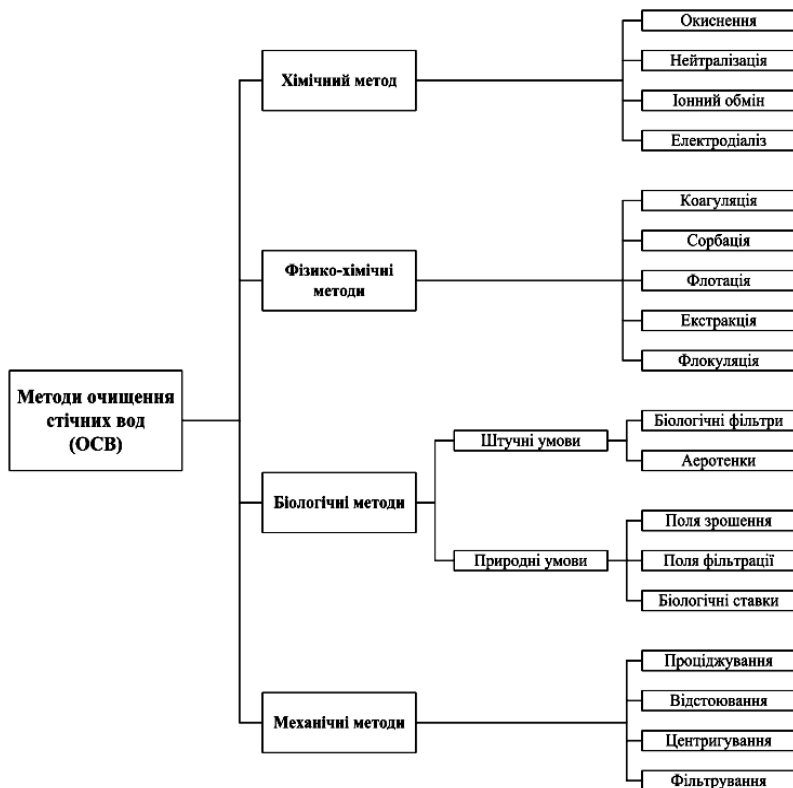 Методи очищення
стічних вод
(ОСВ)
Хімічний метод
Окиснення
Нейтралізація
Іонний обмін
Електродіаліз
Фізико-хімічні
методи
Коагуляція
Сорбація
Флотація
Екстракція
Флокуляція
Біологічні методи
Штучні умови
Біологічні фільтри
Аеротенки
Природні умови
Поля зрошення
Поля фільтрації
Біологічні ставки
Механічні методи
Проціджування
Відстоювання
Центригування
Фільтрування